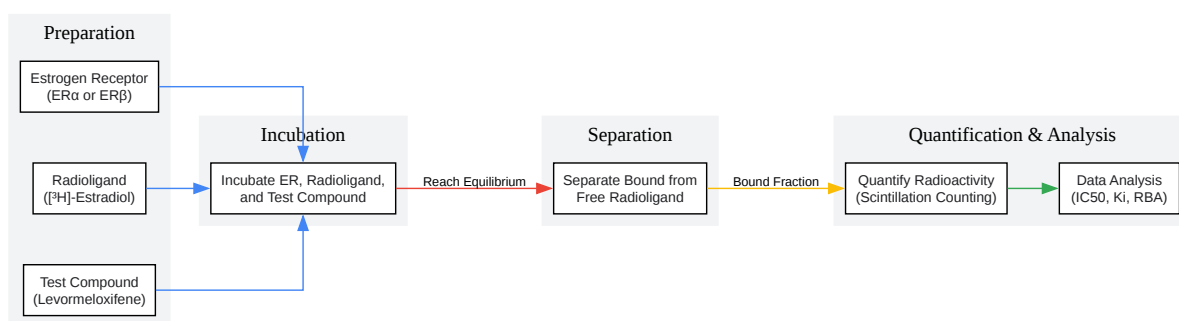 Preparation
Estrogen Receptor
(ERα or ERβ)
Radioligand
([³H]-Estradiol)
Test Compound
(Levormeloxifene)
Incubation
Incubate ER, Radioligand,
and Test Compound
Reach Equilibrium
Separation
Separate Bound from
Free Radioligand
Bound Fraction
Quantification & Analysis
Quantify Radioactivity
(Scintillation Counting)
Data Analysis
(IC50, Ki, RBA)